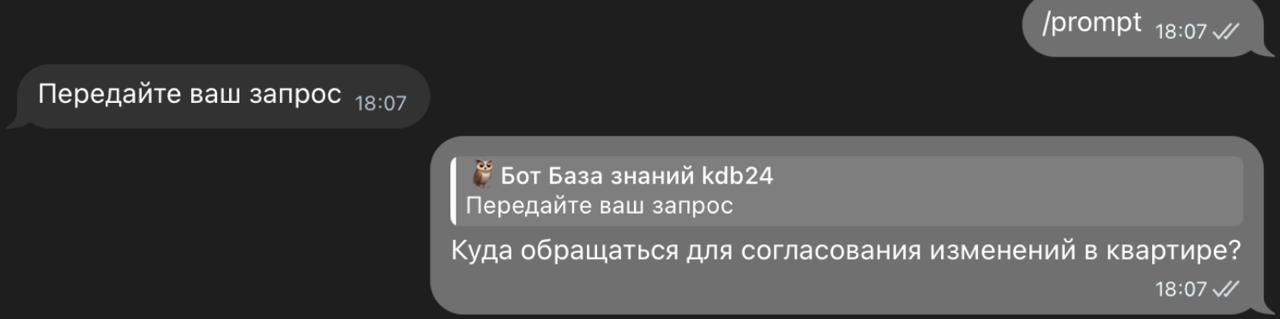 /prompt 18:07
Передайте ваш запрос 18:07
Бот База знаний kdb24
Передайте ваш запрос
Куда обращаться для согласования изменений в квартире?
18:07